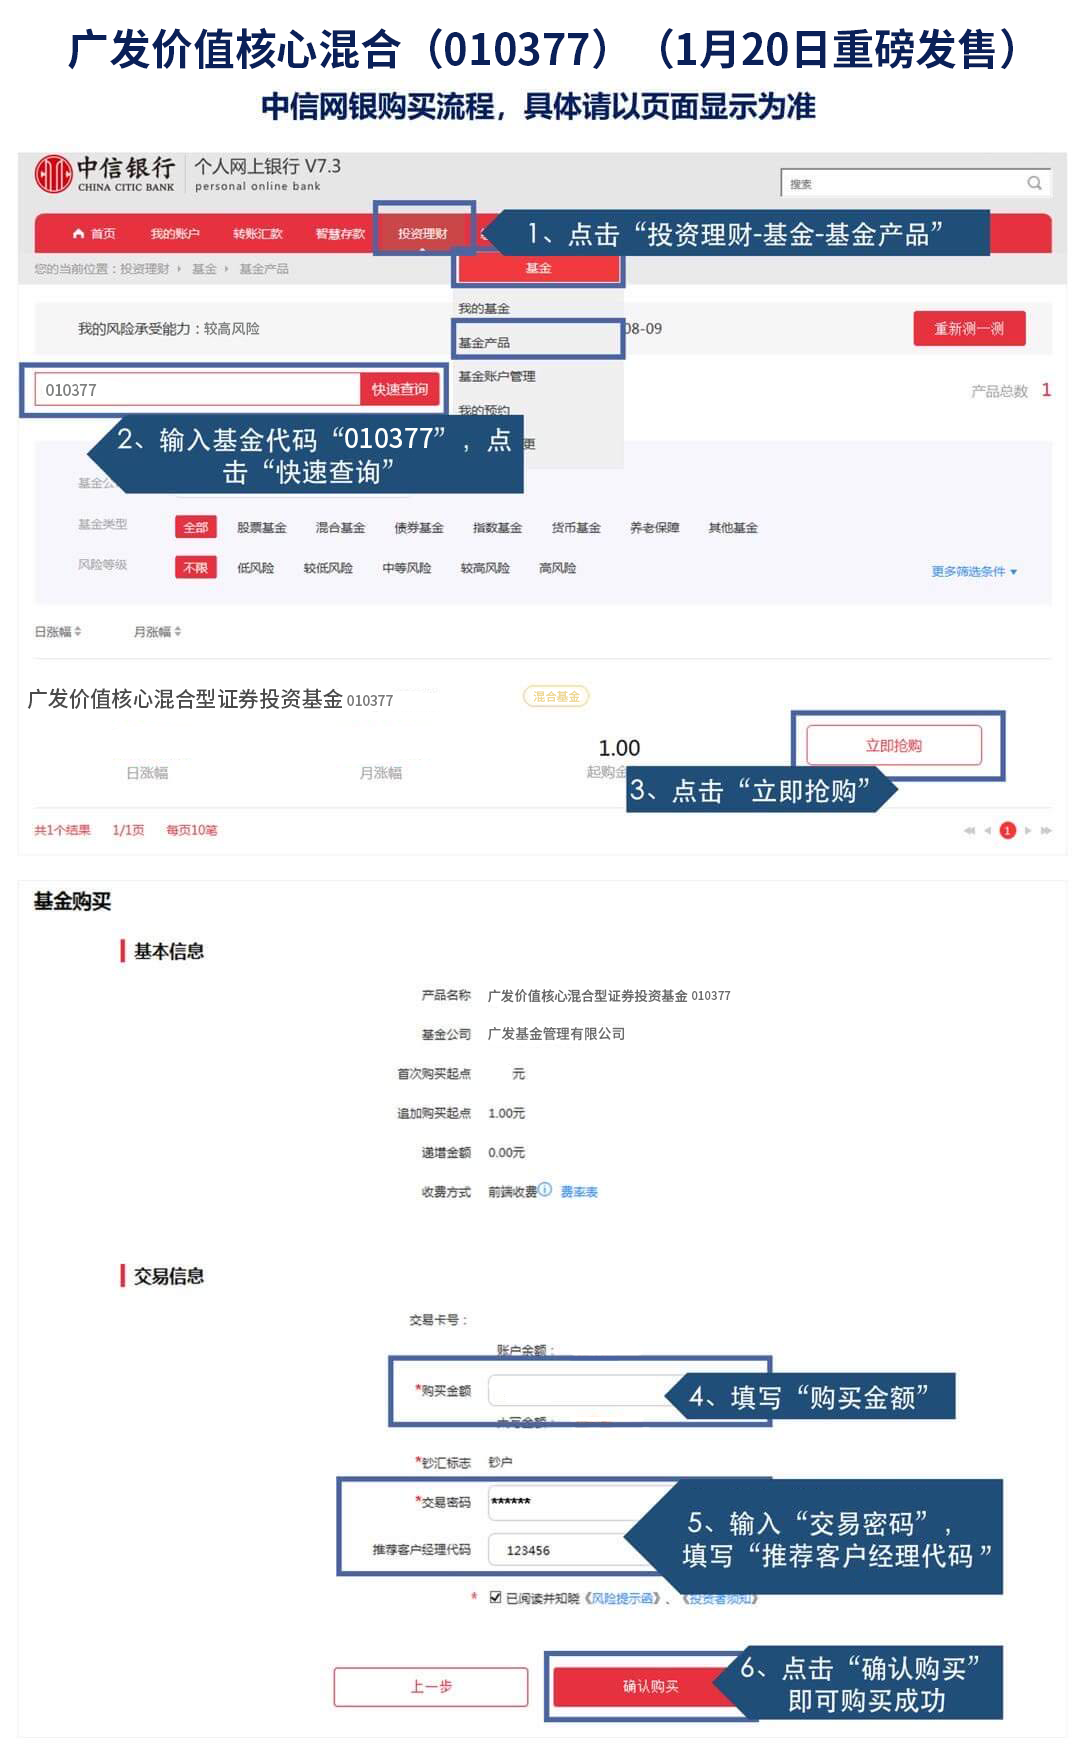 广发价值核心混合（010377）（1月20日重磅发售）
中信网银购买流程，具体请以页面显示为准
中信银行 个人网上银行 V7.3
CHINA CITIC BANK personal online bank
搜索
首页 我的账户 转账汇款 智慧存款 投资理财
1、点击“投资理财-基金-基金产品”
您的当前位置：投资理财 基金 基金产品
基金
我的基金
我的风险承受能力：较高风险 08-09 重新测一测
基金产品
基金账户管理
010377 快速查询 产品总数 1
我的预约
更
2、输入基金代码“010377”，点
击“快速查询”
基金公
基金类型 全部 股票基金 混合基金 债券基金 指数基金 货币基金 养老保障 其他基金
风险等级 不限 低风险 较低风险 中等风险 较高风险 高风险 更多筛选条件
日涨幅 月涨幅
广发价值核心混合型证券投资基金 010377 混合基金
1.00 立即抢购
日涨幅 月涨幅 起购金
3、点击“立即抢购”
共1个结果 1/1页 每页10笔 1
基金购买
基本信息
产品名称 广发价值核心混合型证券投资基金 010377
基金公司 广发基金管理有限公司
首次购买起点 元
追加购买起点 1.00元
递增金额 0.00元
收费方式 前端收费 费率表
交易信息
交易卡号：
账户余额：
*购买金额
4、填写“购买金额”
大写金额：
*钞汇标志 钞户
*交易密码 ******
推荐客户经理代码 123456
5、输入“交易密码”，
填写“推荐客户经理代码”
* 已阅读并知晓《风险提示函》、《投资者须知》
上一步 确认购买
6、点击“确认购买”
即可购买成功